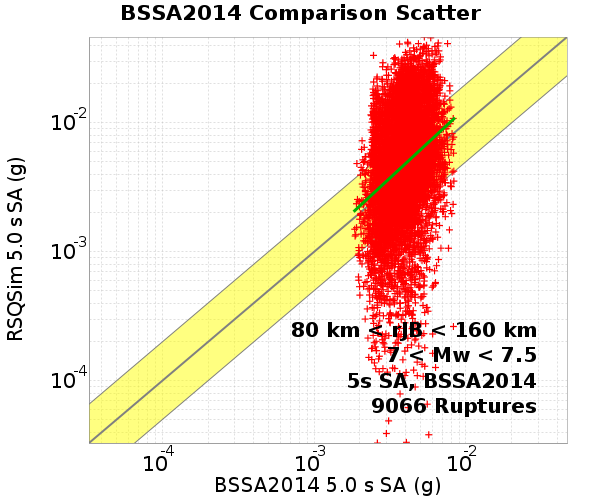 BSSA2014 Comparison Scatter
RSQSim 5.0 s SA (g)
10-2
10-3
10-4
80 km < rJB < 160 km
7 < Mw < 7.5
5s SA, BSSA2014
9066 Ruptures
10-4
10-3
10-2
BSSA2014 5.0 s SA (g)